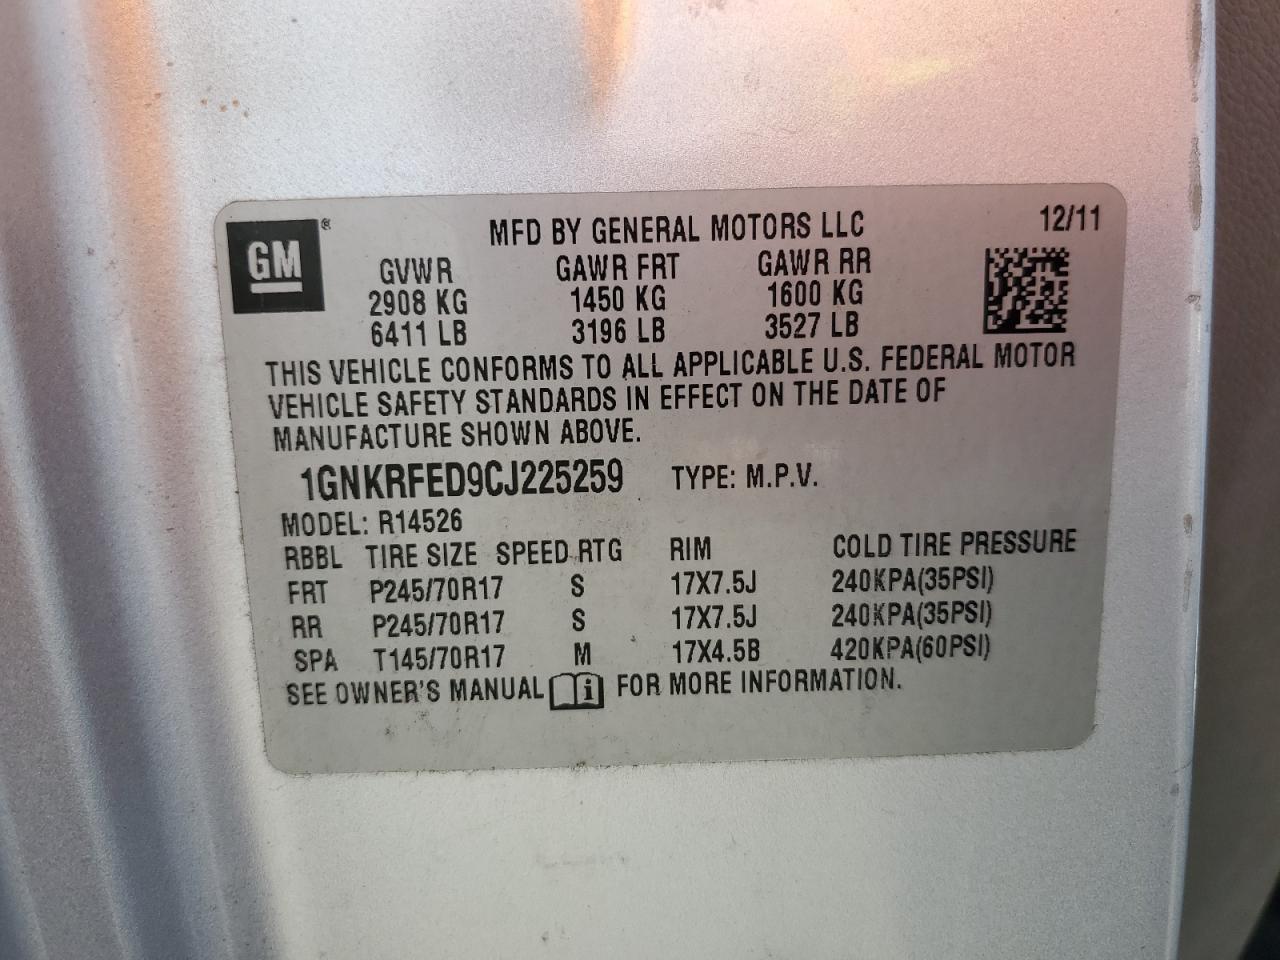 GM® MFD BY GENERAL MOTORS LLC 12/11
GVWR GAWR FRT GAWR RR
2908 KG 1450 KG 1600 KG
6411 LB 3196 LB 3527 LB
THIS VEHICLE CONFORMS TO ALL APPLICABLE U.S. FEDERAL MOTOR
VEHICLE SAFETY STANDARDS IN EFFECT ON THE DATE OF
MANUFACTURE SHOWN ABOVE.
1GNKRFED9CJ225259 TYPE: M.P.V.
MODEL: R14526
RBBL TIRE SIZE SPEED RTG RIM COLD TIRE PRESSURE
FRT P245/70R17 S 17X7.5J 240KPA(35PSI)
RR P245/70R17 S 17X7.5J 240KPA(35PSI)
SPA T145/70R17 M 17X4.5B 420KPA(60PSI)
SEE OWNER'S MANUAL i FOR MORE INFORMATION.